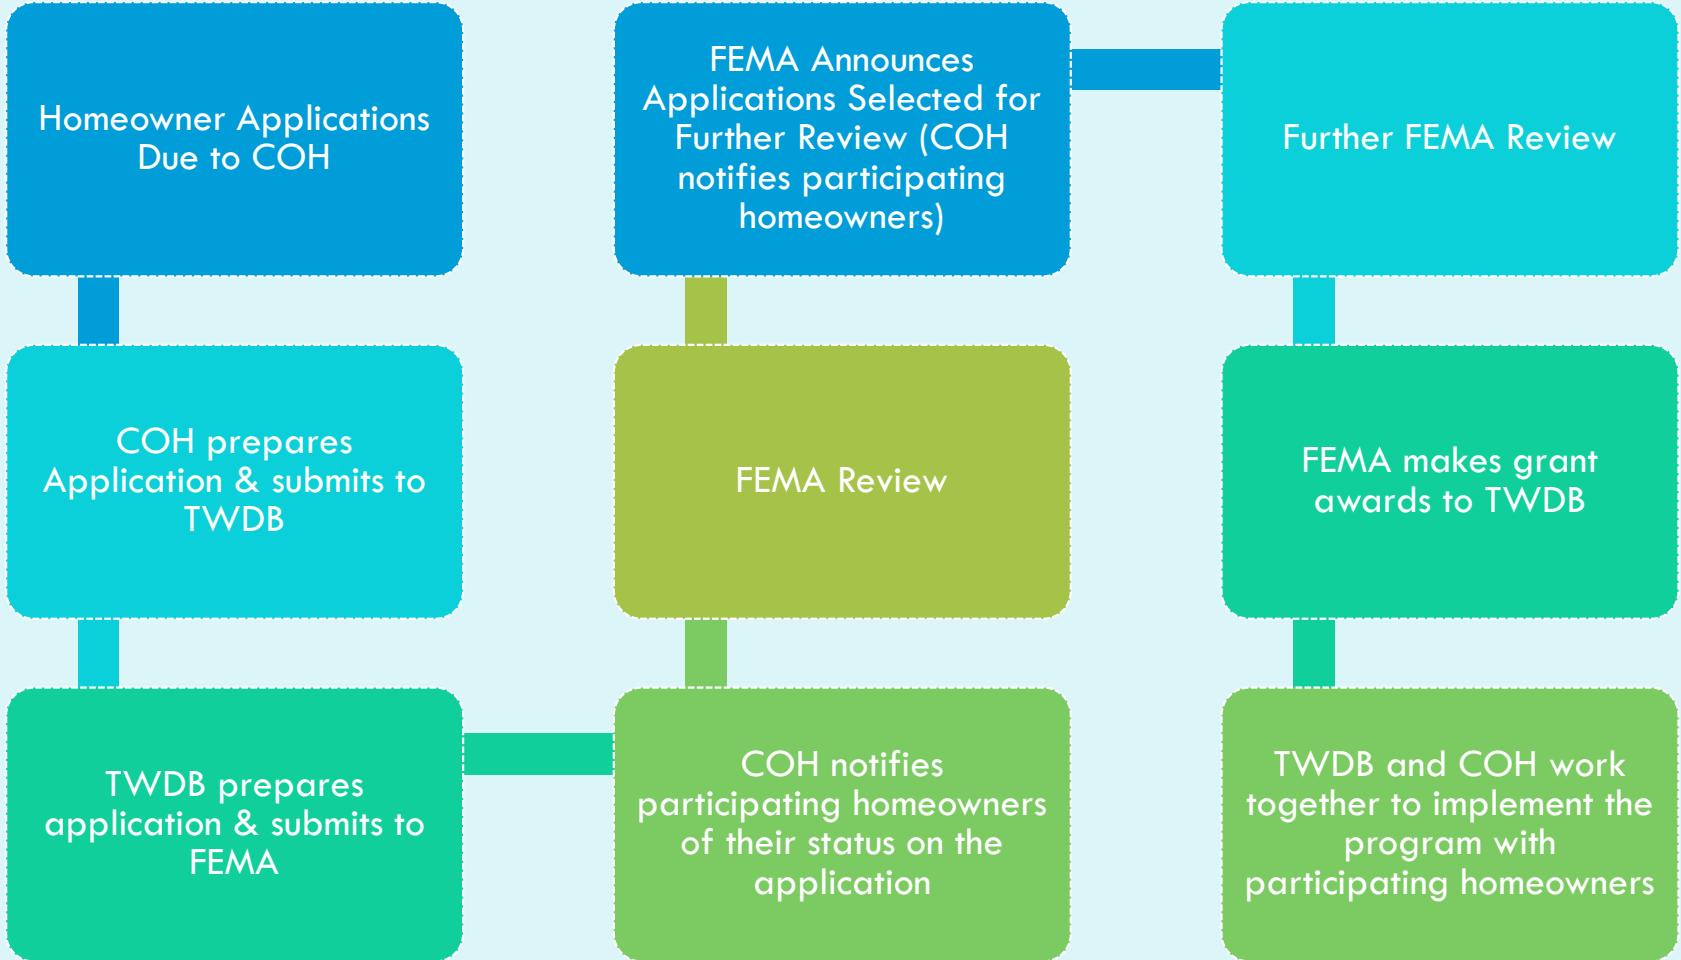 Homeowner Applications
Due to COH
COH prepares
Application & submits to
TWDB
TWDB prepares
application & submits to
FEMA
COH notifies
participating homeowners
of their status on the
application
FEMA Review
FEMA Announces
Applications Selected for
Further Review (COH
notifies participating
homeowners)
Further FEMA Review
FEMA makes grant
awards to TWDB
TWDB and COH work
together to implement the
program with
participating homeowners